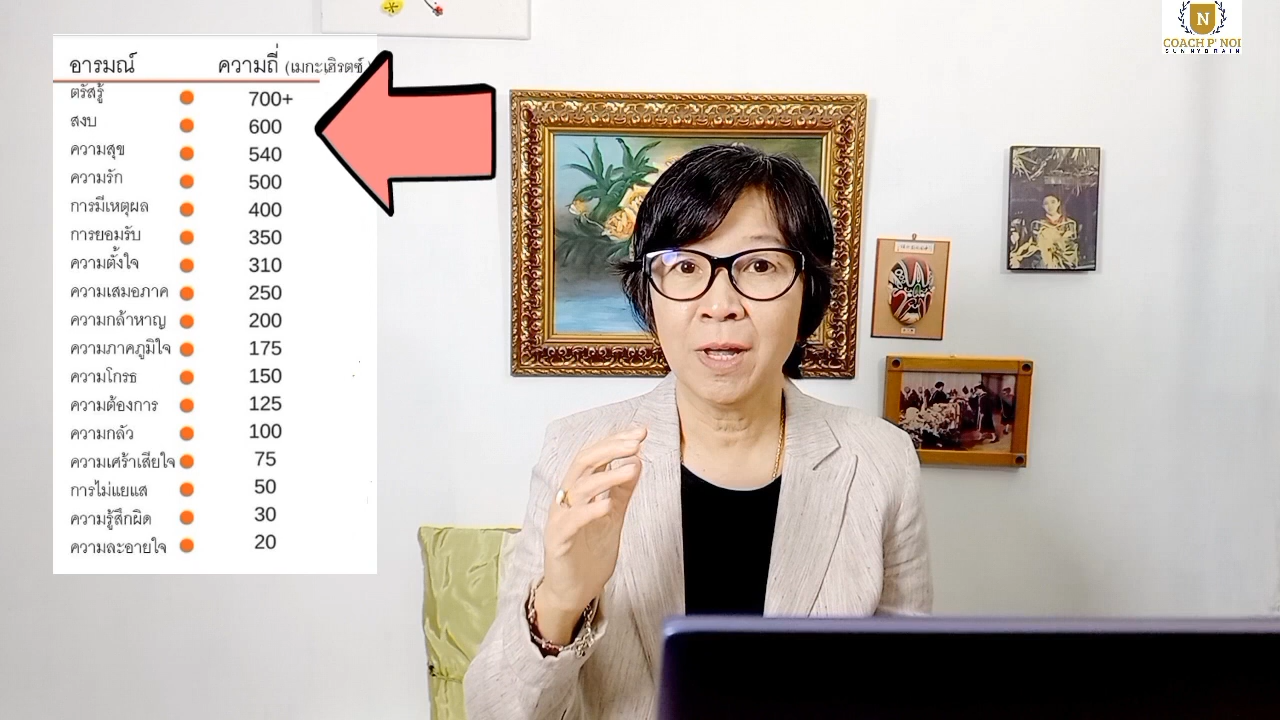 อารมณ์ ความถี่ (เมกะเฮิรตซ์
ตรัสรู้ 700+
สงบ 600
ความสุข 540
ความรัก 500
การมีเหตุผล 400
การยอมรับ 350
ความตั้งใจ 310
ความเสมอภาค 250
ความกล้าหาญ 200
ความภาคภูมิใจ 175
ความโกรธ 150
ความต้องการ 125
ความกลัว 100
ความเศร้าเสียใจ 75
การไม่แยแส 50
ความรู้สึกผิด 30
ความละอายใจ 20
N
COACH P' NOI
SUNNYBRAIN